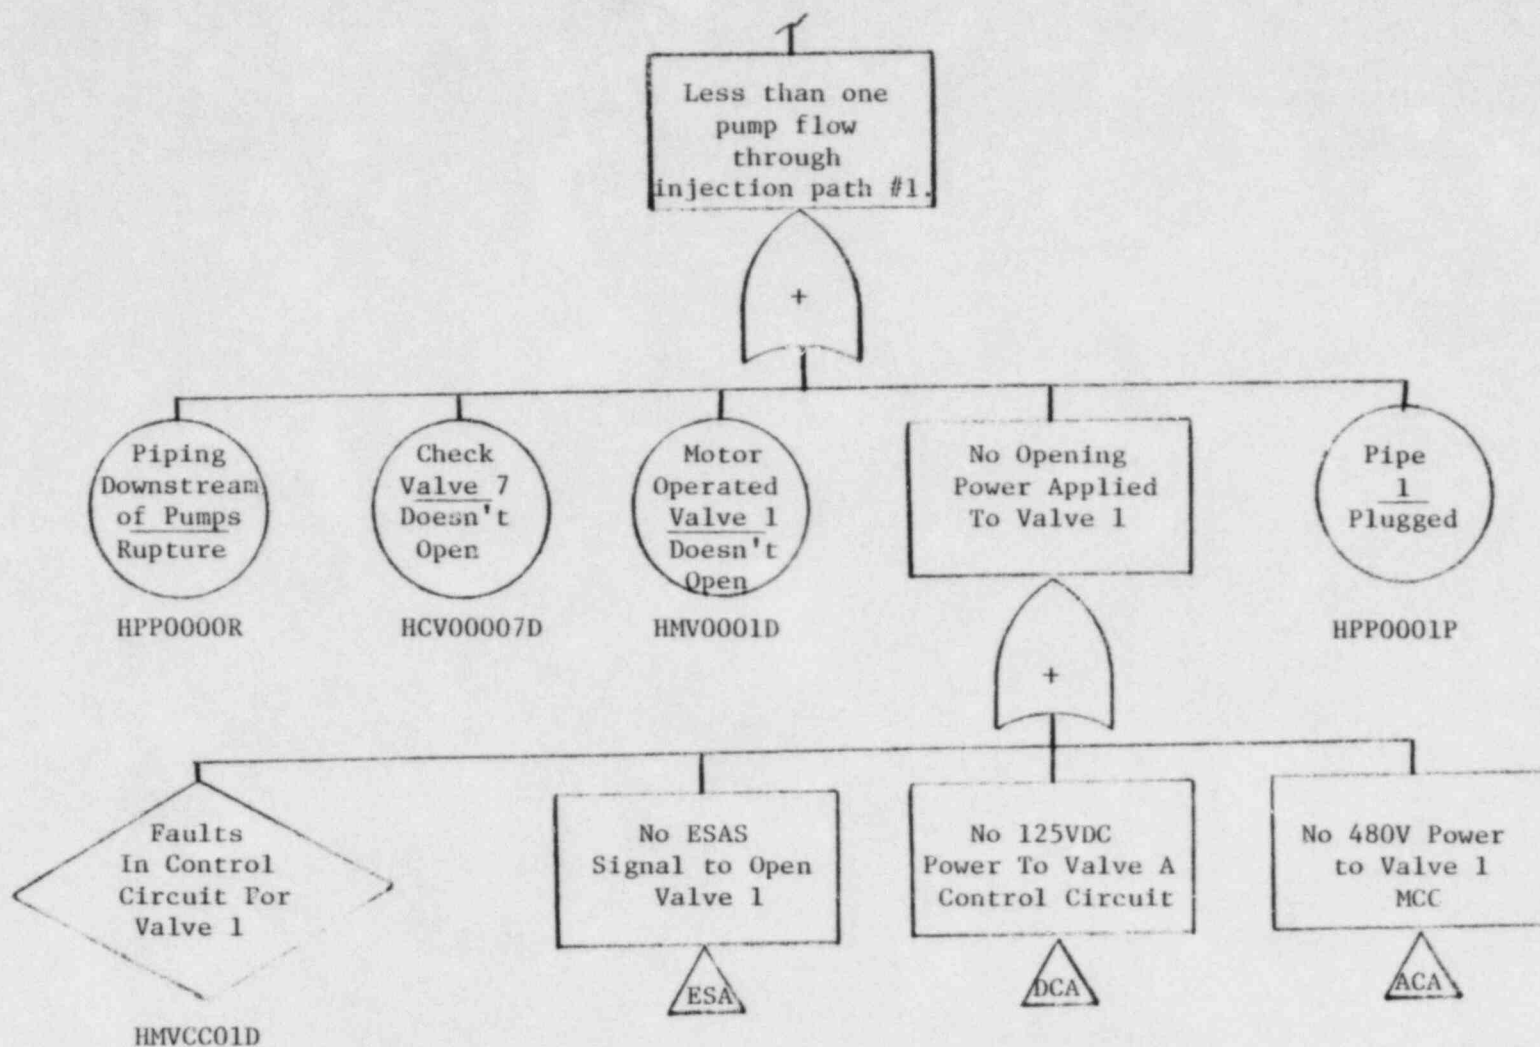 Less than one
pump flow
through
injection path #1.
+
Piping
Downstream
of Pumps
Rupture
HPP0000R
Check
Valve 7
Doesn't
Open
HCV00007D
Motor
Operated
Valve 1
Doesn't
Open
HMV0001D
No Opening
Power Applied
To Valve 1
Pipe
1
Plugged
HPP0001P
+
Faults
In Control
Circuit For
Valve 1
HMVCC01D
No ESAS
Signal to Open
Valve 1
ESA
No 125VDC
Power To Valve A
Control Circuit
DCA
No 480V Power
to Valve 1
MCC
ACA